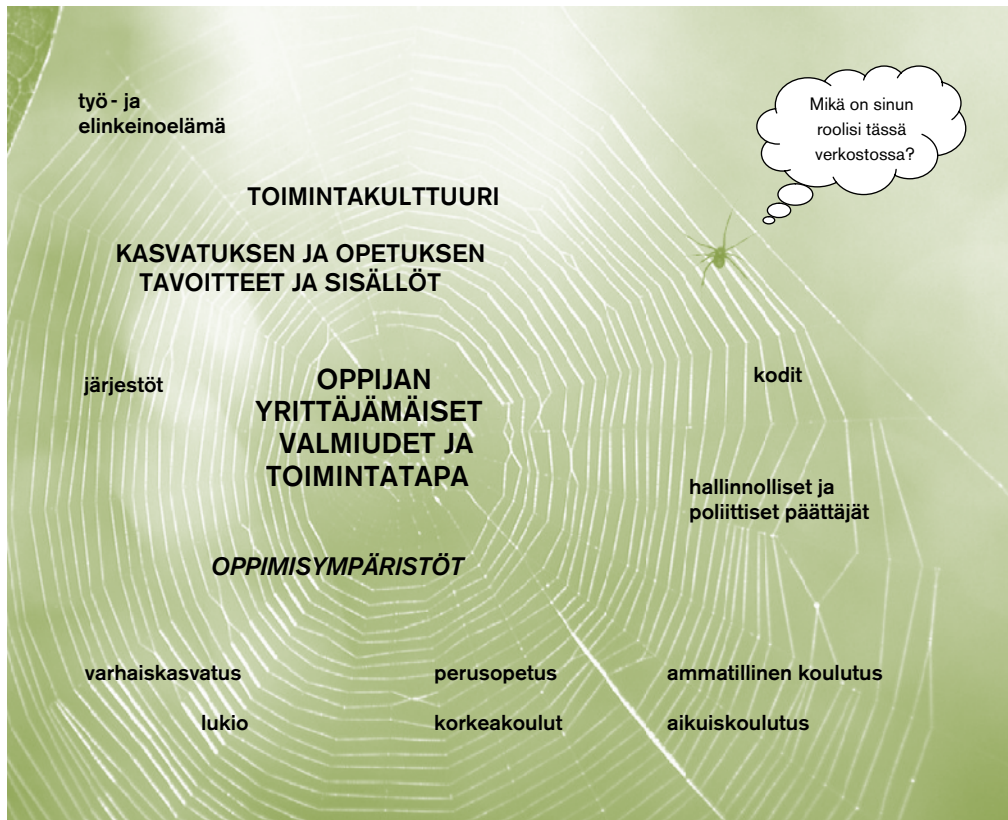 työ- ja
elinkeinoelämä
Mikä on sinun
roolisi tässä
verkostossa?
TOIMINTAKULTTUURI
KASVATUKSEN JA OPETUKSEN
TAVOITTEET JA SISÄLLÖT
järjestöt
OPPIJAN
YRITTÄJÄMÄISET
VALMIUDET JA
TOIMINTATAPA
kodit
hallinnolliset ja
poliittiset päättäjät
OPPIMISYMPÄRISTÖT
varhaiskasvatus
perusopetus
ammatillinen koulutus
lukio
korkeakoulut
aikuiskoulutus